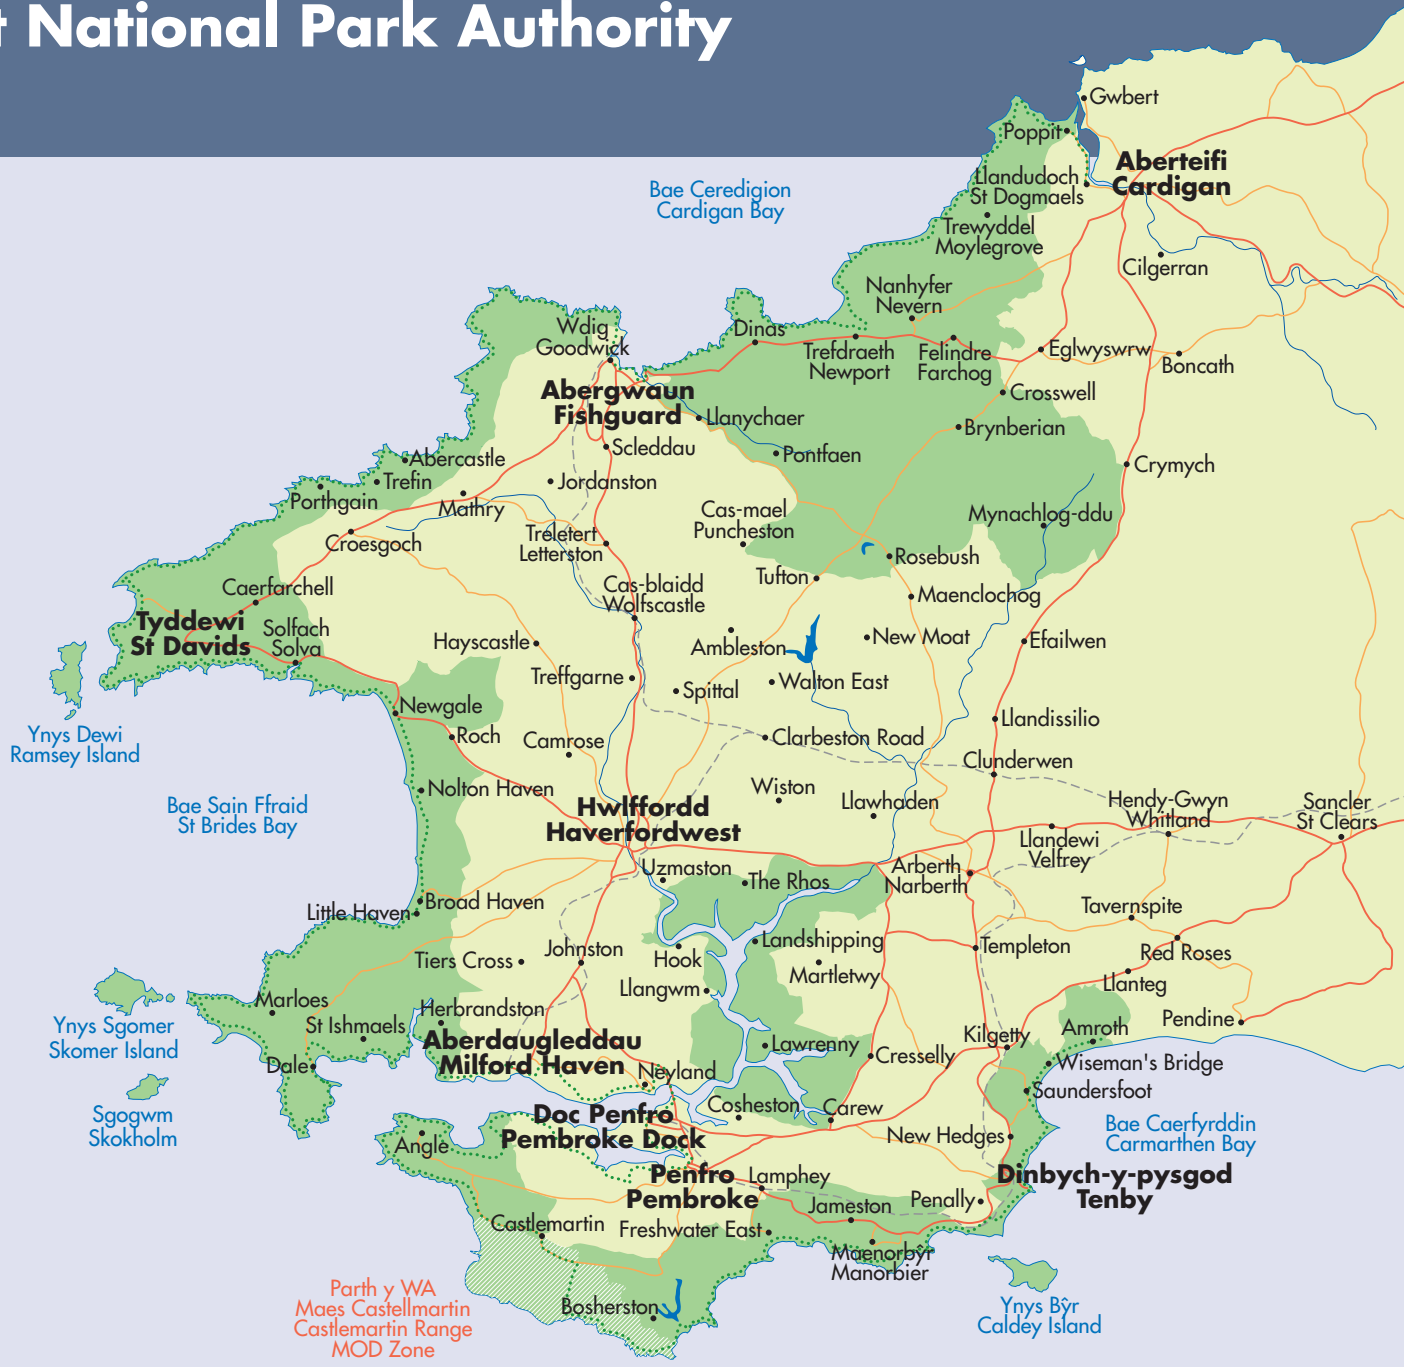 National Park Authority
Gwbert
Poppit
Aberteifi
Cardigan
Llandudoch
St Dogmaels
Bae Ceredigion
Cardigan Bay
Trewyddel
Moylegrove
Cilgerran
Nanhyfer
Nevern
Wdig
Goodwick
Dinas
Trefdraeth
Newport
Felindre
Farchog
Eglwyswrw
Boncath
Abergwaun
Fishguard
Crosswell
Llanychaer
Brynberian
Scleddau
Pontfaen
Abercastle
Crymych
Trefin
Jordanston
Porthgain
Mathry
Cas-mael
Puncheston
Mynachlog-ddu
Croesgoch
Treletert
Letterston
Rosebush
Tufton
Caerfarchell
Cas-blaidd
Wolfscastle
Maenclochog
Tyddewi
St Davids
Solfach
Solva
Hayscastle
Ambleston
New Moat
Efailwen
Treffgarne
Spittal
Walton East
Newgale
Llandissilio
Ynys Dewi
Ramsey Island
Roch
Camrose
Clarbeston Road
Clunderwen
Nolton Haven
Wiston
Llawhaden
Hendy-Gwyn
Whitland
Sancler
St Clears
Bae Sain Ffraid
St Brides Bay
Hwlffordd
Haverfordwest
Llandewi
Velfrey
Uzmaston
The Rhos
Arberth
Narberth
Broad Haven
Little Haven
Tavernspite
Landshipping
Templeton
Red Roses
Tiers Cross
Johnston
Hook
Martletwy
Llangwm
Llanteg
Marloes
Herbrandston
St Ishmaels
Pendine
Ynys Sgomer
Skomer Island
Aberdaugleddau
Milford Haven
Lawrenny
Cresselly
Kilgetty
Amroth
Dale
Neyland
Wiseman's Bridge
Saundersfoot
Sgogwm
Skokholm
Doc Penfro
Pembroke Dock
Cosheston
Carew
Bae Caerfyrddin
Carmarthen Bay
Angle
New Hedges
Penfro
Pembroke
Lamphey
Dinbych-y-pysgod
Tenby
Jameston
Penally
Castlemartin
Freshwater East
Maenorbŷr
Manorbier
Parth y WA
Maes Castellmartin
Castlemartin Range
MOD Zone
Bosherston
Ynys Bŷr
Caldey Island